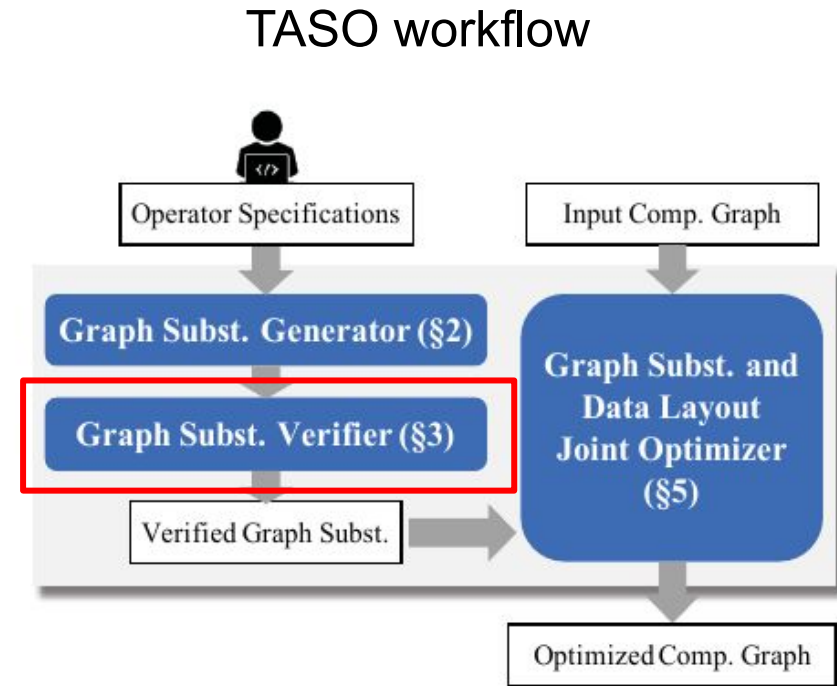 TASO workflow
</>
Operator Specifications
Input Comp. Graph
Graph Subst. Generator (§2)
Graph Subst. Verifier (§3)
Graph Subst. and
Data Layout
Joint Optimizer
(§5)
Verified Graph Subst.
Optimized Comp. Graph